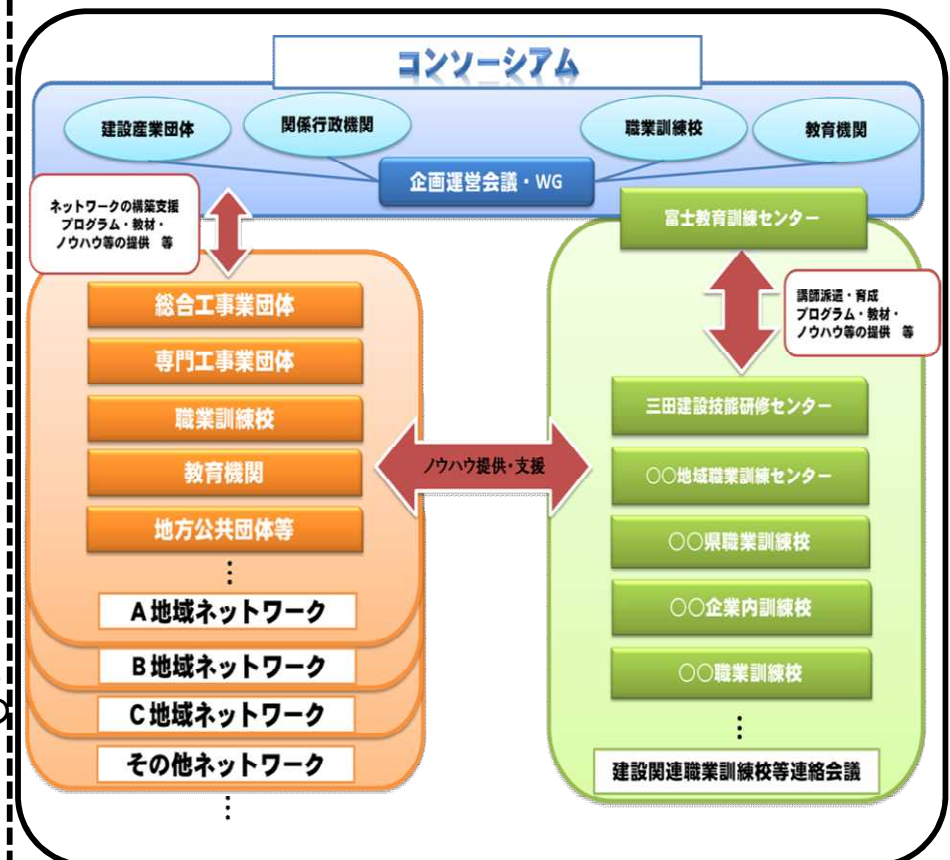 コンソーシアム
建設産業団体
関係行政機関
職業訓練校
教育機関
企画運営会議・WG
ネットワークの構築支援
プログラム・教材・
ノウハウ等の提供 等
富士教育訓練センター
講師派遣・育成
プログラム・教材・
ノウハウ等の提供 等
総合工事業団体
専門工事業団体
職業訓練校
教育機関
地方公共団体等
⋮
A地域ネットワーク
B地域ネットワーク
C地域ネットワーク
その他ネットワーク
⋮
ノウハウ提供・支援
三田建設技能研修センター
〇〇地域職業訓練センター
〇〇県職業訓練校
〇〇企業内訓練校
〇〇職業訓練校
⋮
建設関連職業訓練校等連絡会議